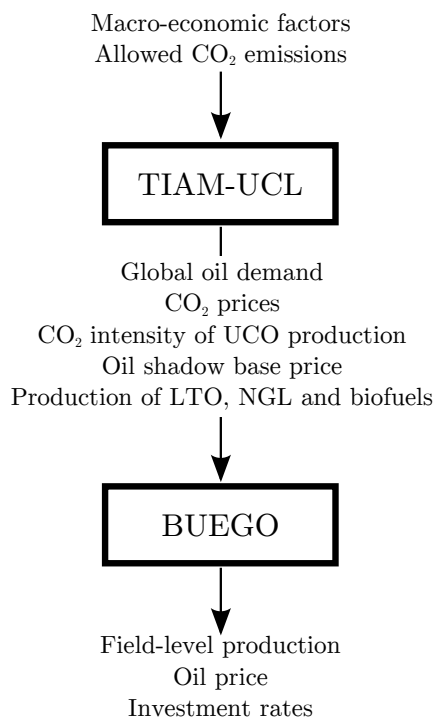 Macro-economic factors
Allowed CO₂ emissions
TIAM-UCL
Global oil demand
CO₂ prices
CO₂ intensity of UCO production
Oil shadow base price
Production of LTO, NGL and biofuels
BUEGO
Field-level production
Oil price
Investment rates